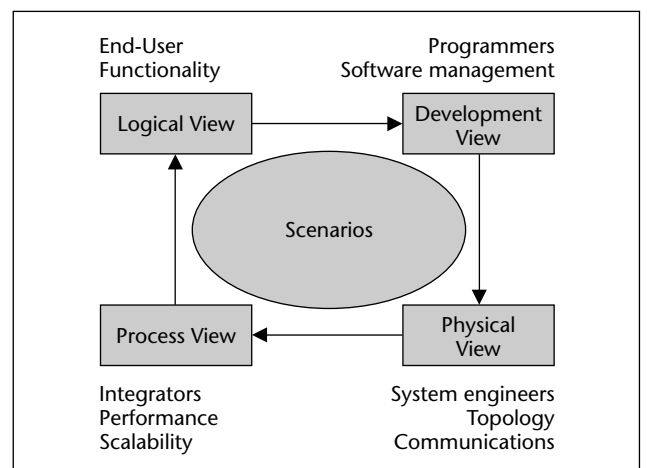 End-User
Functionality
Programmers
Software management
Logical View
Development
View
Scenarios
Process View
Physical
View
Integrators
Performance
Scalability
System engineers
Topology
Communications